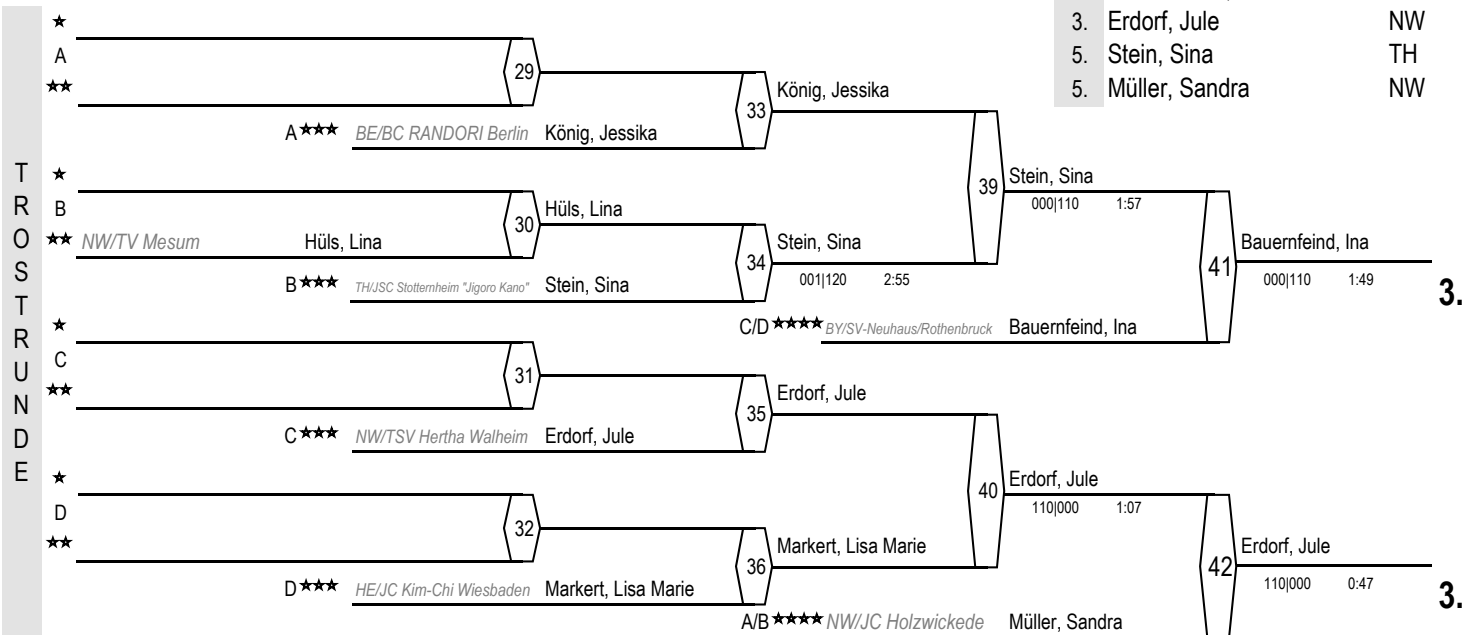 3. Erdorf, Jule NW
5. Stein, Sina TH
5. Müller, Sandra NW
TROSTRUNDE
★
A
★★
29
33
König, Jessika
A ★★★ BE/BC RANDORI Berlin König, Jessika
39
Stein, Sina
000|110 1:57
★
B
★★ NW/TV Mesum Hüls, Lina
30
Hüls, Lina
34
Stein, Sina
001|120 2:55
B ★★★ TH/JSC Stotternheim "Jigoro Kano" Stein, Sina
41
Bauernfeind, Ina
000|110 1:49
3.
C/D ★★★★ BY/SV-Neuhaus/Rothenbruck Bauernfeind, Ina
★
C
★★
31
35
Erdorf, Jule
C ★★★ NW/TSV Hertha Walheim Erdorf, Jule
40
Erdorf, Jule
110|000 1:07
★
D
★★
32
36
Markert, Lisa Marie
D ★★★ HE/JC Kim-Chi Wiesbaden Markert, Lisa Marie
42
Erdorf, Jule
110|000 0:47
3.
A/B ★★★★ NW/JC Holzwickede Müller, Sandra